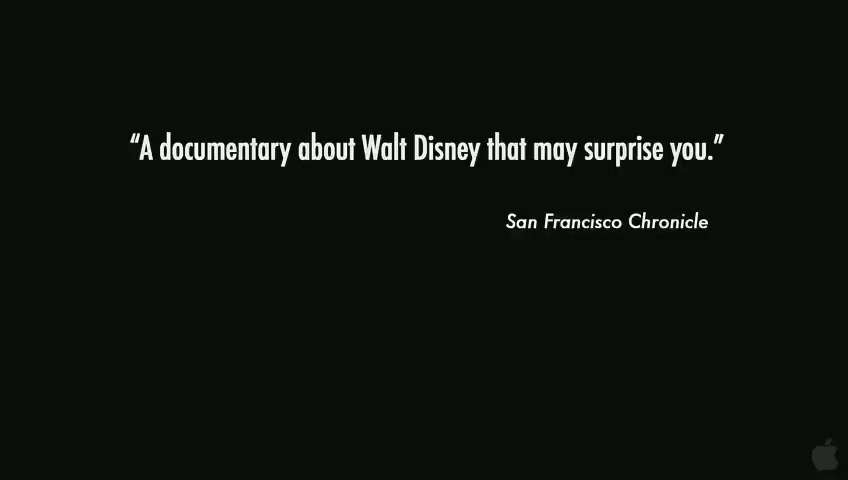 “A documentary about Walt Disney that may surprise you.”
San Francisco Chronicle